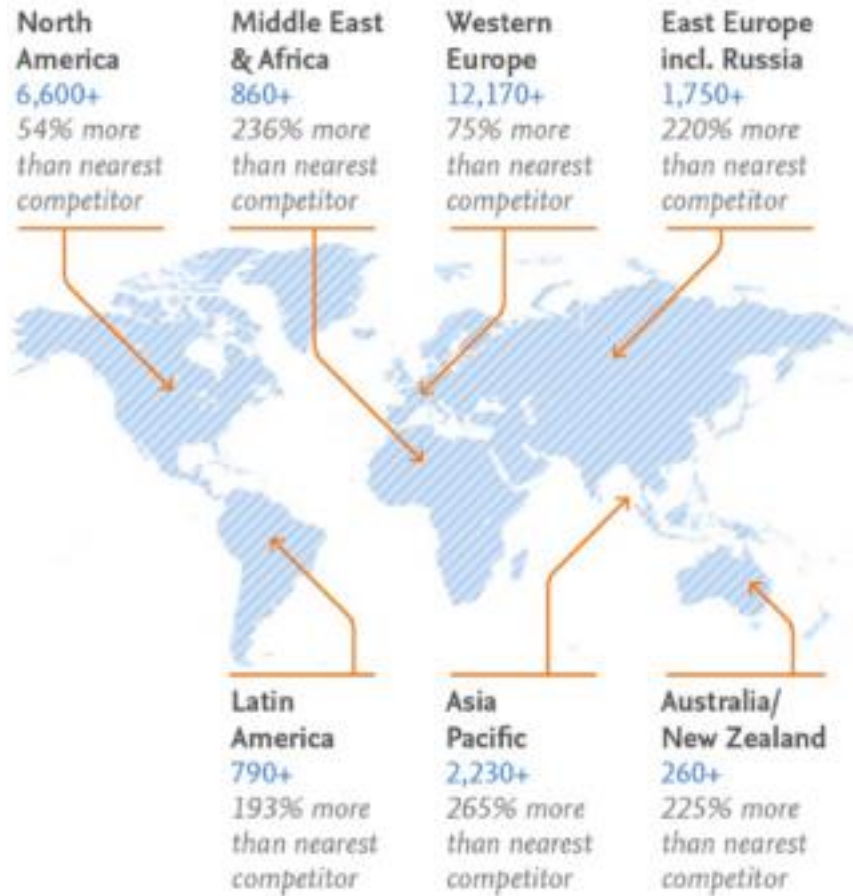 North
America
6,600+
54% more
than nearest
competitor
Middle East
& Africa
860+
236% more
than nearest
competitor
Western
Europe
12,170+
75% more
than nearest
competitor
East Europe
incl. Russia
1,750+
220% more
than nearest
competitor
Latin
America
790+
193% more
than nearest
competitor
Asia
Pacific
2,230+
265% more
than nearest
competitor
Australia/
New Zealand
260+
225% more
than nearest
competitor